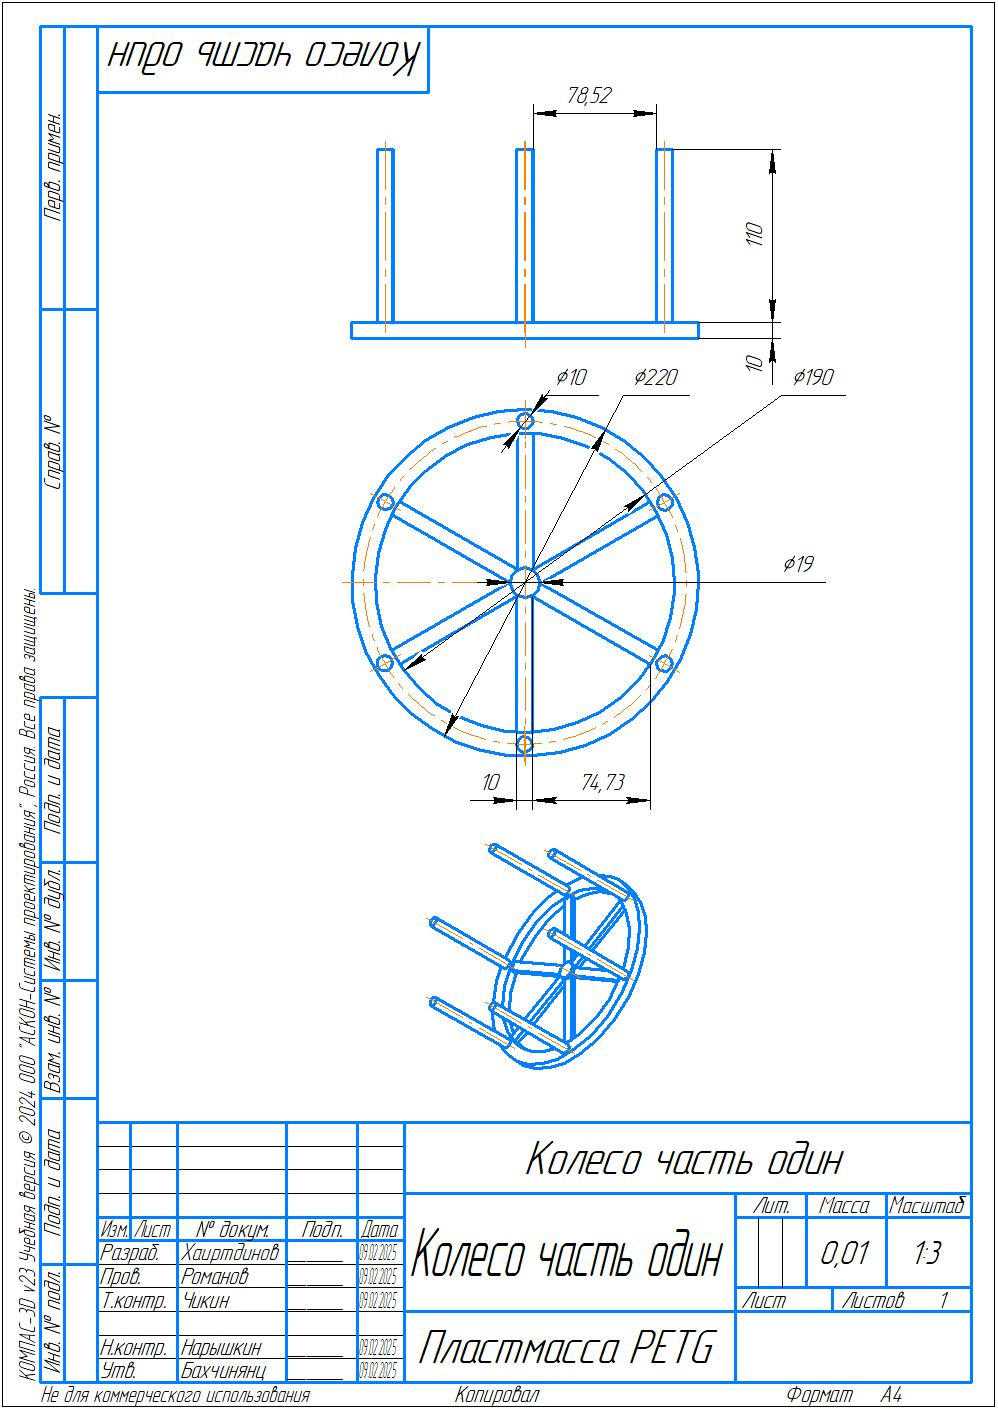 Колесо часть один
78,52
110
10
⌀10
⌀220
⌀190
⌀19
10
74,73
Перв. примен.
Справ. №
Подп. и дата
Инв. № дубл.
Взам. инв. №
Подп. и дата
Инв. № подл.
КОМПАС-3D v23 Учебная версия © 2024 ООО "АСКОН-Системы проектирования", Россия. Все права защищены.
Колесо часть один
Изм. Лист № докум. Подп. Дата
Разраб. Хаиртдинов 09.02.2025
Пров. Романов 09.02.2025
Т.контр. Чикин 09.02.2025
Н.контр. Нарышкин 09.02.2025
Утв. Бахчинянц 09.02.2025
Колесо часть один
Лит. Масса Масштаб
0,01 1:3
Лист Листов 1
Пластмасса PETG
Не для коммерческого использования Копировал Формат А4